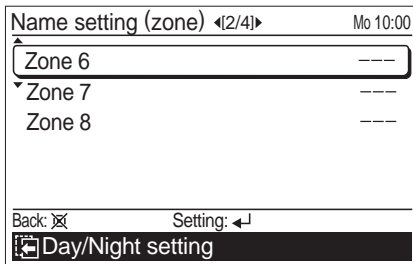 Name setting (zone) ◂[2/4]▸ Mo 10:00
Zone 6 ---
Zone 7 ---
Zone 8 ---
Back: Setting:
Day/Night setting